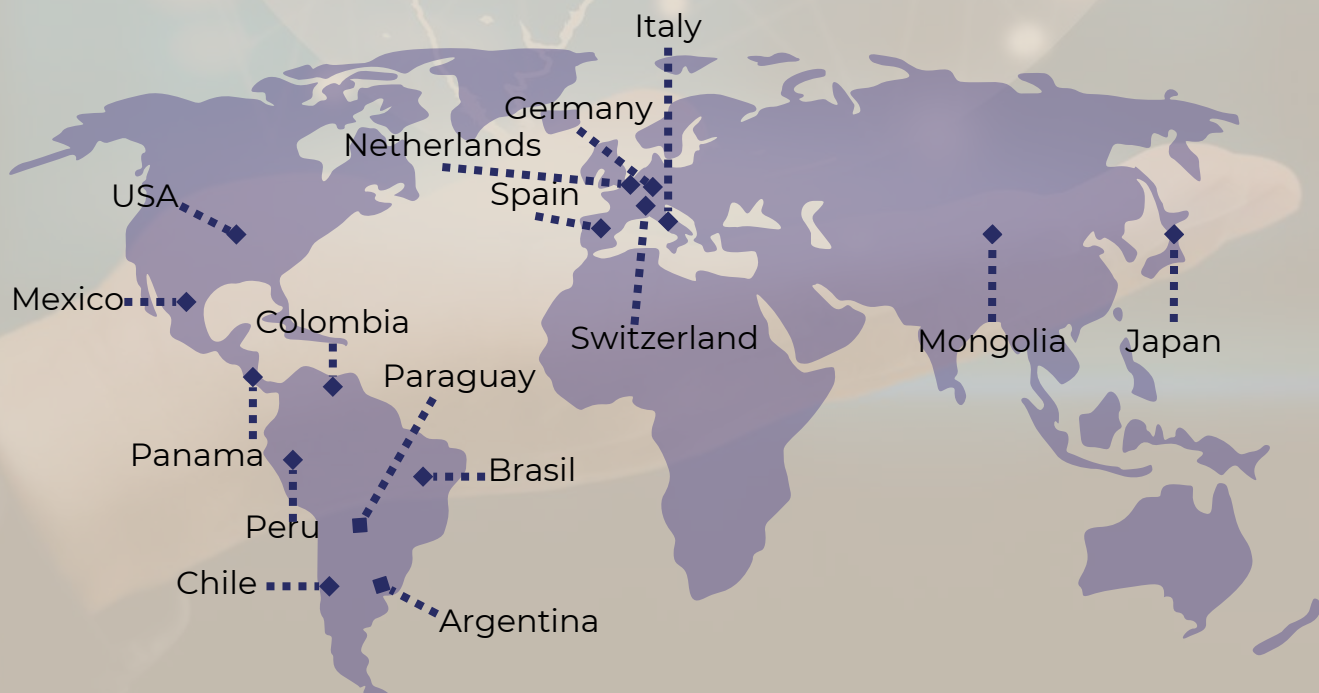 Italy
Germany
Netherlands
USA
Spain
Mexico
Colombia
Switzerland
Mongolia
Japan
Paraguay
Panama
Brasil
Peru
Chile
Argentina